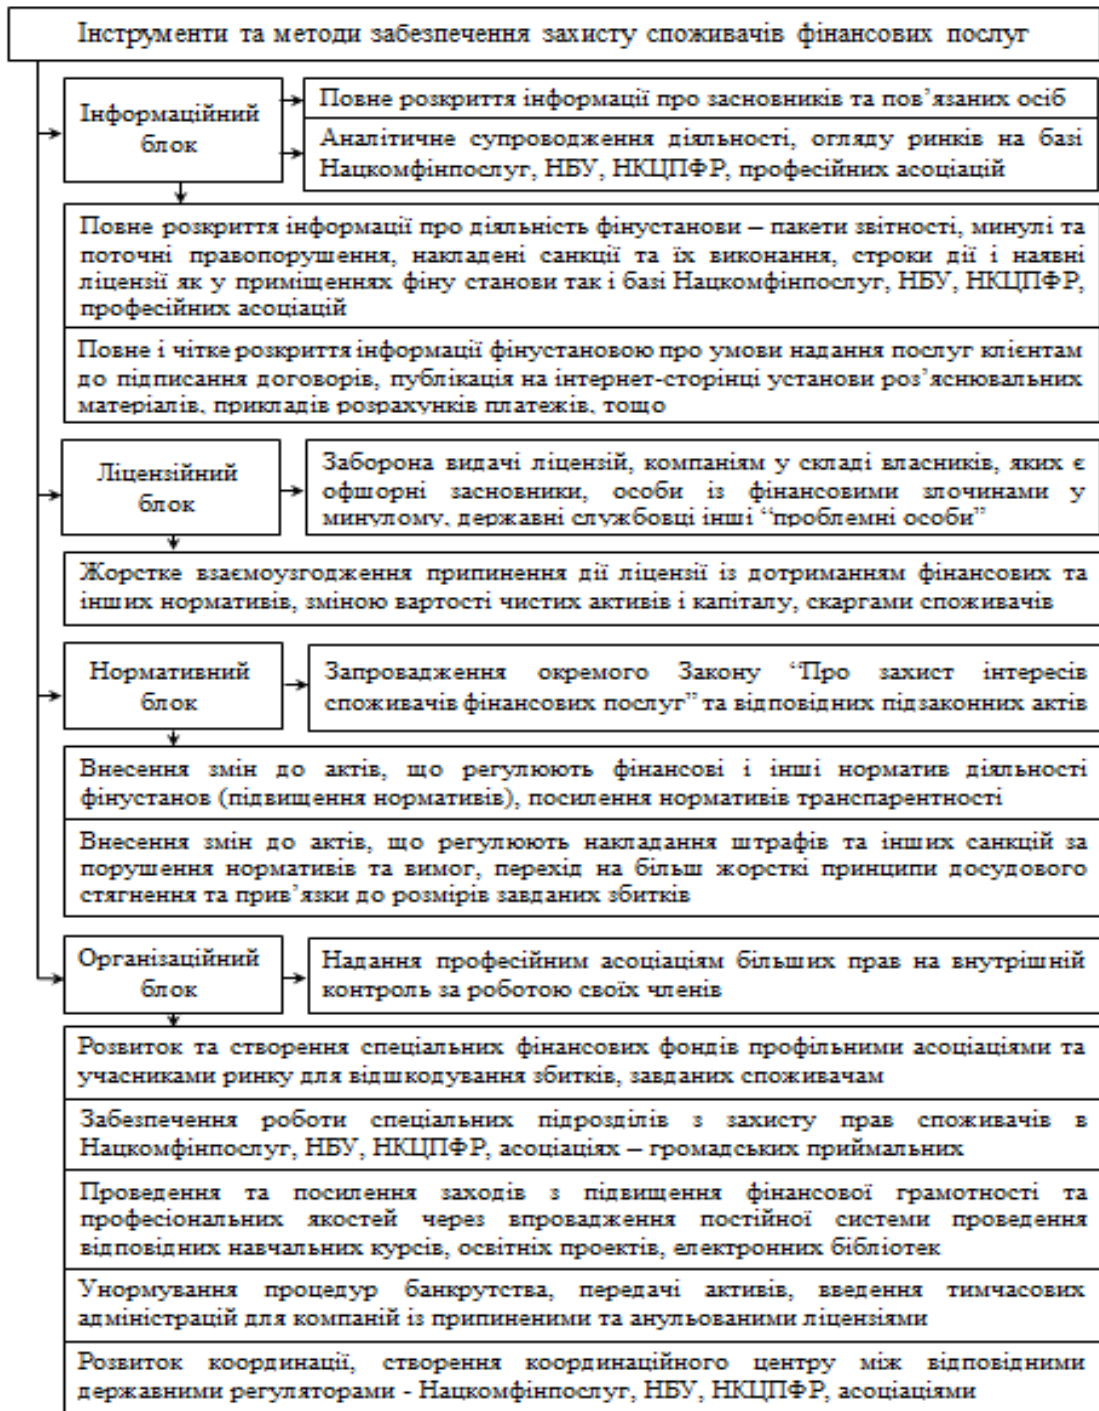 Інструменти та методи забезпечення захисту споживачів фінансових послуг
Інформаційний
блок
Повне розкриття інформації про засновників та пов’язаних осіб
Аналітичне супроводження діяльності, огляду ринків на базі
Нацкомфінпослуг, НБУ, НКЦПФР, професійних асоціацій
Повне розкриття інформації про діяльність фінустанови – пакети звітності, минулі та
поточні правопорушення, накладені санкції та їх виконання, строки дії і наявні
ліцензії як у приміщеннях фіну станови так і базі Нацкомфінпослуг, НБУ, НКЦПФР,
професійних асоціацій
Повне і чітке розкриття інформації фінустановою про умови надання послуг клієнтам
до підписання договорів, публікація на інтернет-сторінці установи роз’яснювальних
матеріалів, прикладів розрахунків платежів, тощо
Ліцензійний
блок
Заборона видачі ліцензій, компаніям у складі власників, яких є
офшорні засновники, особи із фінансовими злочинами у
минулому, державні службовці інші “проблемні особи”
Жорстке взаємоузгодження припинення дії ліцензії із дотриманням фінансових та
інших нормативів, зміною вартості чистих активів і капіталу, скаргами споживачів
Нормативний
блок
Запровадження окремого Закону “Про захист інтересів
споживачів фінансових послуг” та відповідних підзаконних актів
Внесення змін до актів, що регулюють фінансові і інші норматив діяльності
фінустанов (підвищення нормативів), посилення нормативів транспарентності
Внесення змін до актів, що регулюють накладання штрафів та інших санкцій за
порушення нормативів та вимог, перехід на більш жорсткі принципи досудового
стягнення та прив’язки до розмірів завданих збитків
Організаційний
блок
Надання професійним асоціаціям більших прав на внутрішній
контроль за роботою своїх членів
Розвиток та створення спеціальних фінансових фондів профільними асоціаціями та
учасниками ринку для відшкодування збитків, завданих споживачам
Забезпечення роботи спеціальних підрозділів з захисту прав споживачів в
Нацкомфінпослуг, НБУ, НКЦПФР, асоціаціях – громадських приймальних
Проведення та посилення заходів з підвищення фінансової грамотності та
професіональних якостей через впровадження постійної системи проведення
відповідних навчальних курсів, освітніх проектів, електронних бібліотек
Унормування процедур банкрутства, передачі активів, введення тимчасових
адміністрацій для компаній із припиненими та анульованими ліцензіями
Розвиток координації, створення координаційного центру між відповідними
державними регуляторами - Нацкомфінпослуг, НБУ, НКЦПФР, асоціаціями